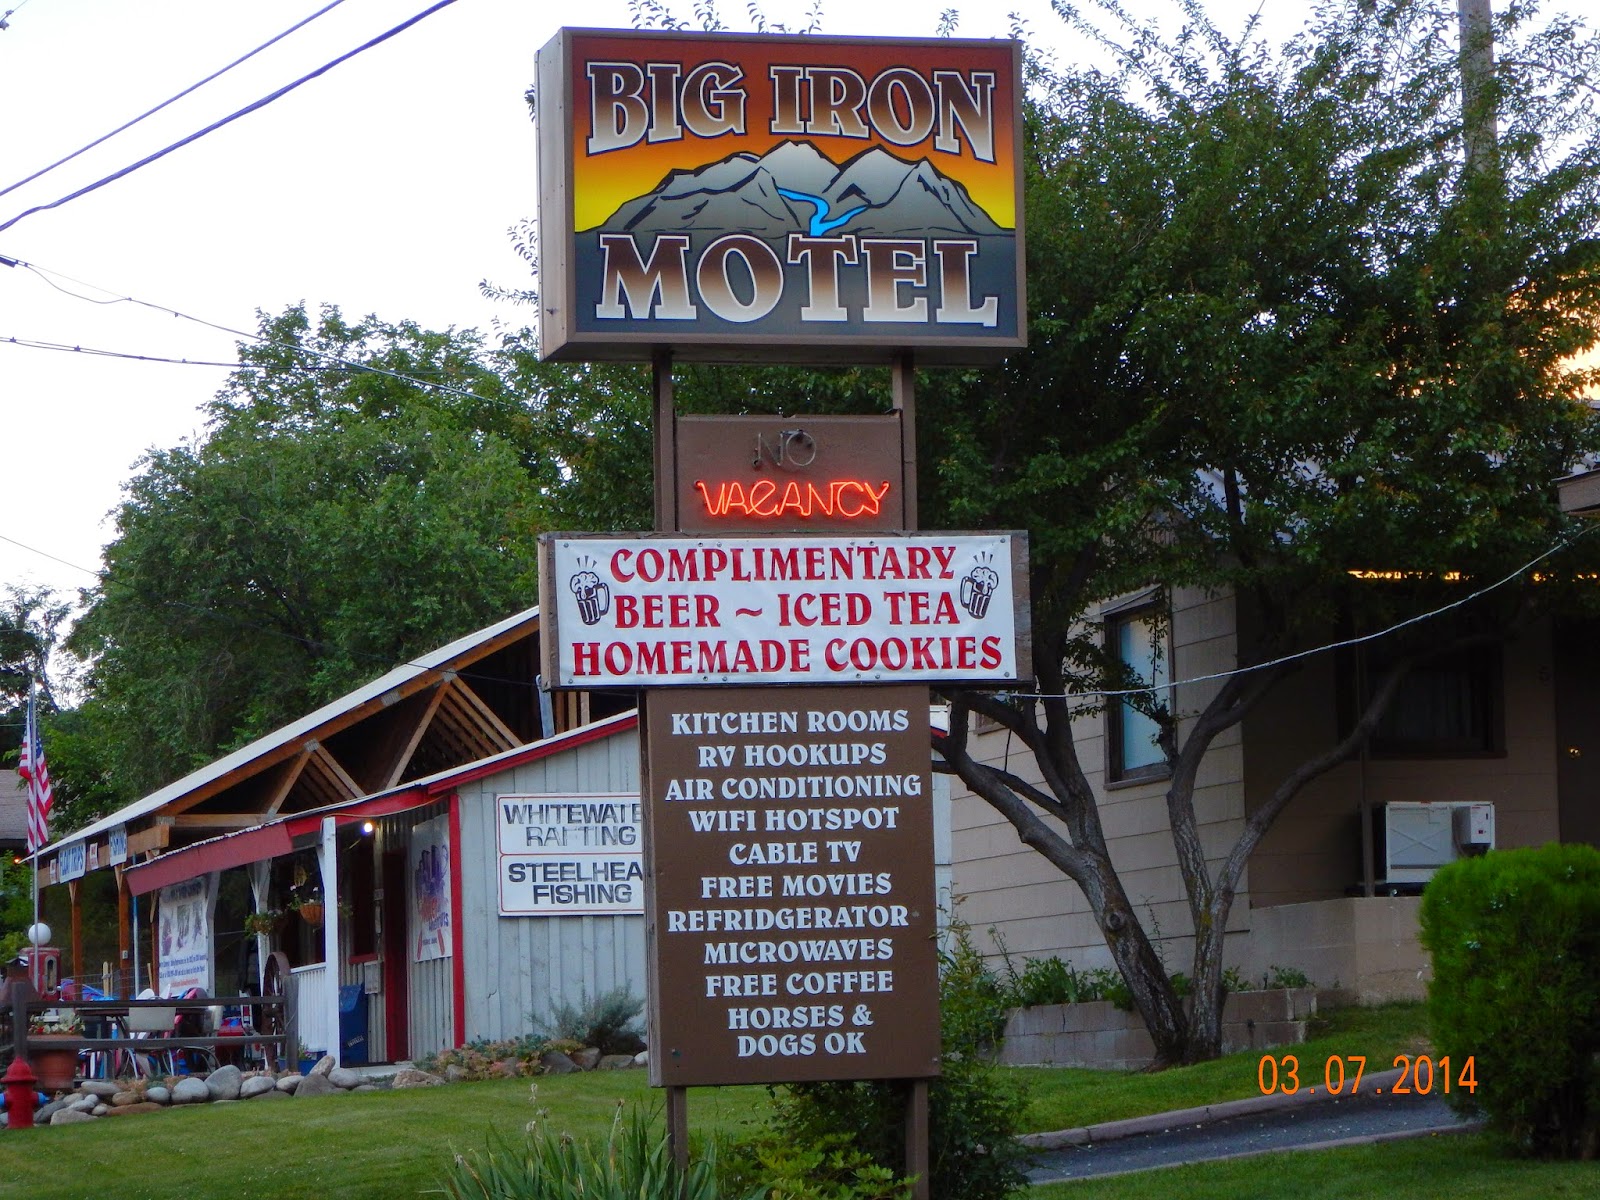 BIG IRON
MOTEL
NO
VACANCY
COMPLIMENTARY
BEER ~ ICED TEA
HOMEMADE COOKIES
KITCHEN ROOMS
RV HOOKUPS
AIR CONDITIONING
WIFI HOTSPOT
CABLE TV
FREE MOVIES
REFRIDGERATOR
MICROWAVES
FREE COFFEE
HORSES &
DOGS OK
WHITEWATE
RAFTING
STEELHEA
FISHING
FISHING
03.07.2014